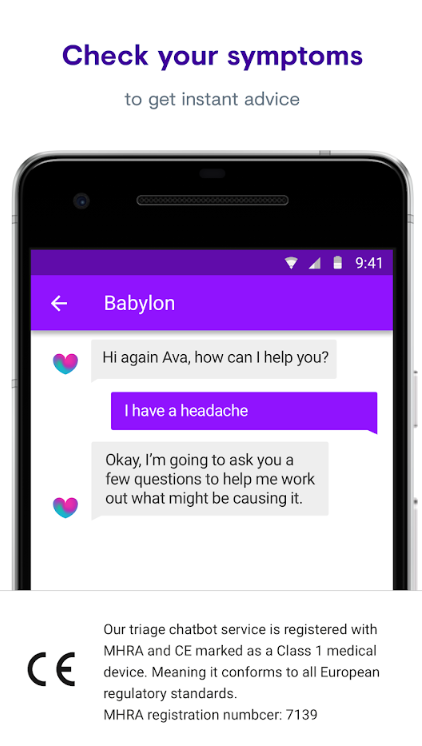 Check your symptoms
to get instant advice
9:41
Babylon
Hi again Ava, how can I help you?
I have a headache
Okay, I'm going to ask you a
few questions to help me work
out what might be causing it.
CE
Our triage chatbot service is registered with
MHRA and CE marked as a Class 1 medical
device. Meaning it conforms to all European
regulatory standards.
MHRA registration numbcer: 7139